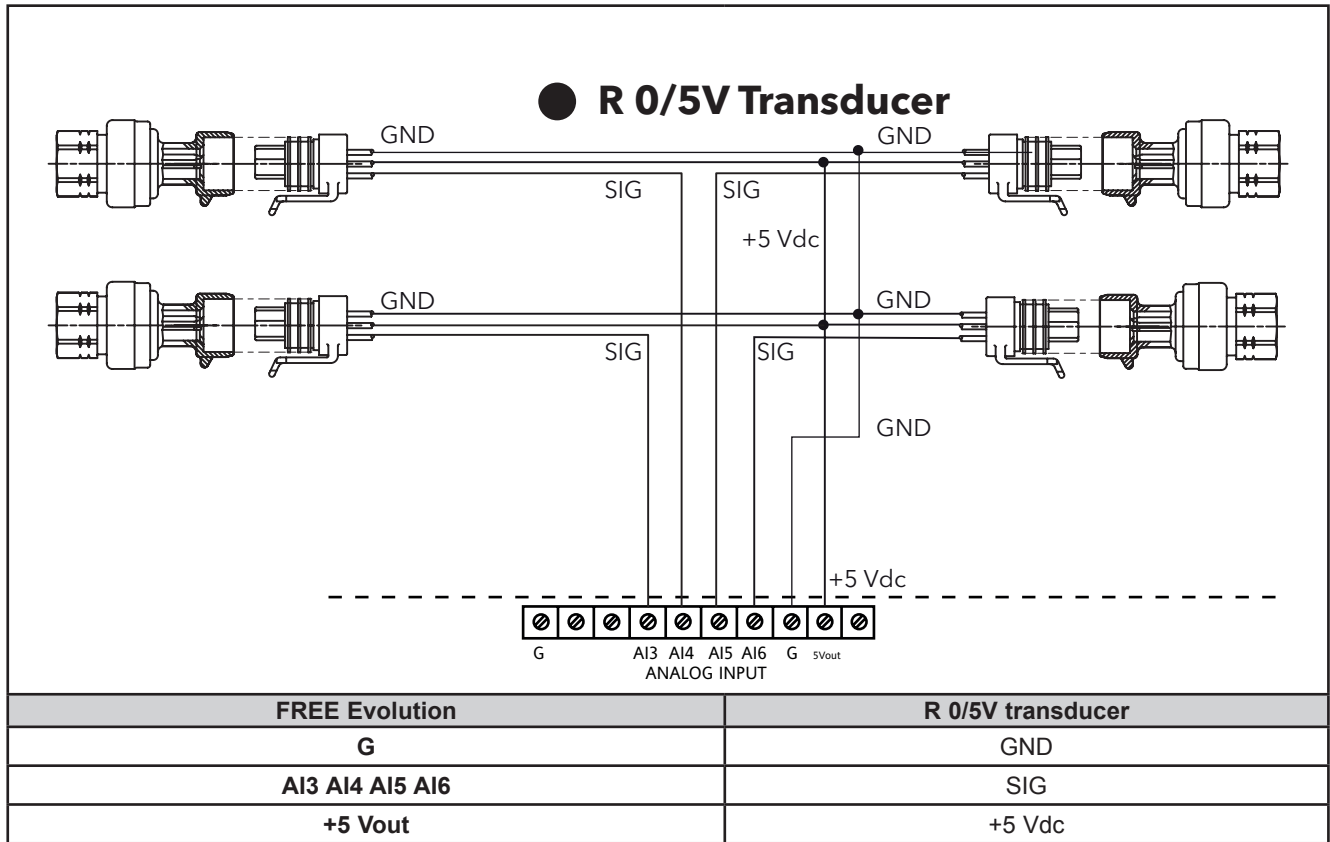 R 0/5V Transducer
GND GND
SIG SIG
+5 Vdc
GND GND
SIG SIG
GND
+5 Vdc
G AI3 AI4 AI5 AI6 G 5Vout
ANALOG INPUT
FREE Evolution R 0/5V transducer
G GND
AI3 AI4 AI5 AI6 SIG
+5 Vout +5 Vdc